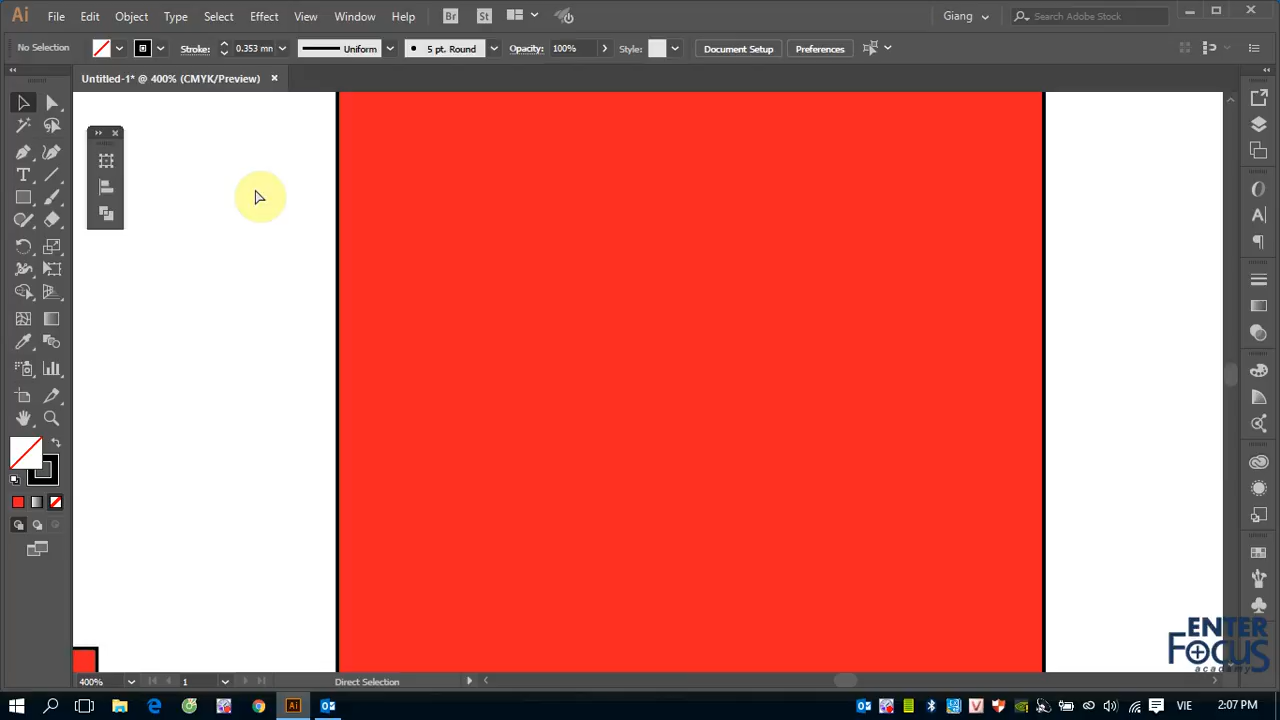 Ai File Edit Object Type Select Effect View Window Help Br St Giang Search Adobe Stock
No Selection Stroke: 0.353 mn Uniform 5 pt. Round Opacity: 100% Style: Document Setup Preferences
Untitled-1* @ 400% (CMYK/Preview)
ENTER
FOCUS
academy
400% 1 Direct Selection
Ai VIE 2:07 PM